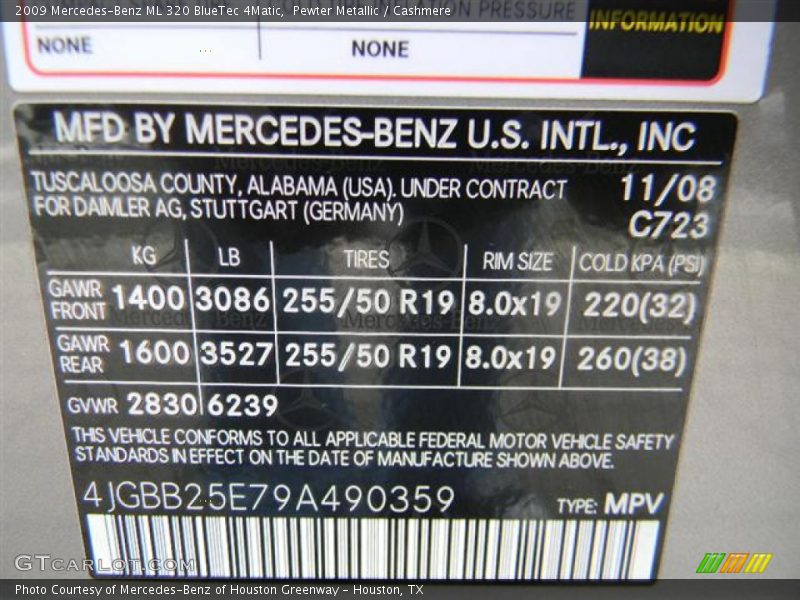 2009 Mercedes-Benz ML 320 BlueTec 4Matic,  Pewter Metallic / Cashmere
PRESSURE
INFORMATION
NONE NONE
MFD BY MERCEDES-BENZ U.S. INTL., INC
TUSCALOOSA COUNTY, ALABAMA (USA). UNDER CONTRACT 11/08
FOR DAIMLER AG, STUTTGART (GERMANY) C723
KG LB TIRES RIM SIZE COLD KPA (PSI)
GAWR FRONT 1400 3086 255/50 R19 8.0x19 220(32)
GAWR REAR 1600 3527 255/50 R19 8.0x19 260(38)
GVWR 2830 6239
THIS VEHICLE CONFORMS TO ALL APPLICABLE FEDERAL MOTOR VEHICLE SAFETY
STANDARDS IN EFFECT ON THE DATE OF MANUFACTURE SHOWN ABOVE.
4JGBB25E79A490359 TYPE: MPV
GTcarlot.com
Photo Courtesy of Mercedes-Benz of Houston Greenway - Houston, TX